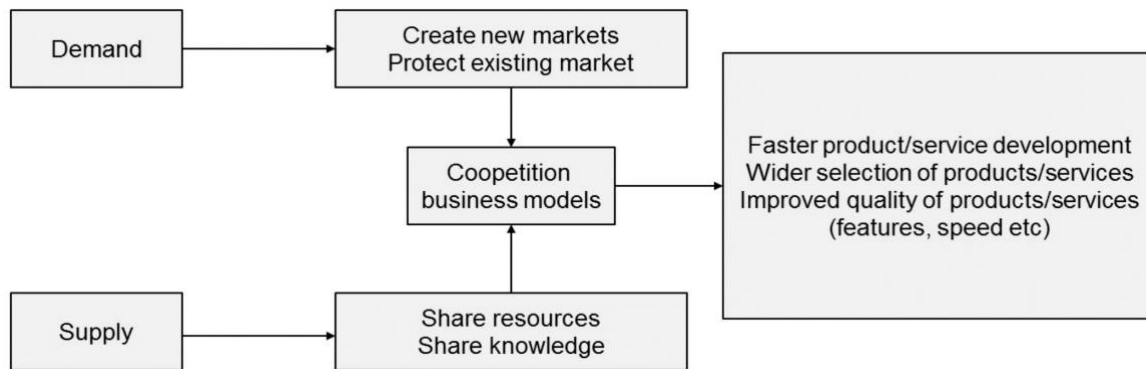 Demand
Create new markets
Protect existing market
Coopetition
business models
Faster product/service development
Wider selection of products/services
Improved quality of products/services
(features, speed etc)
Supply
Share resources
Share knowledge